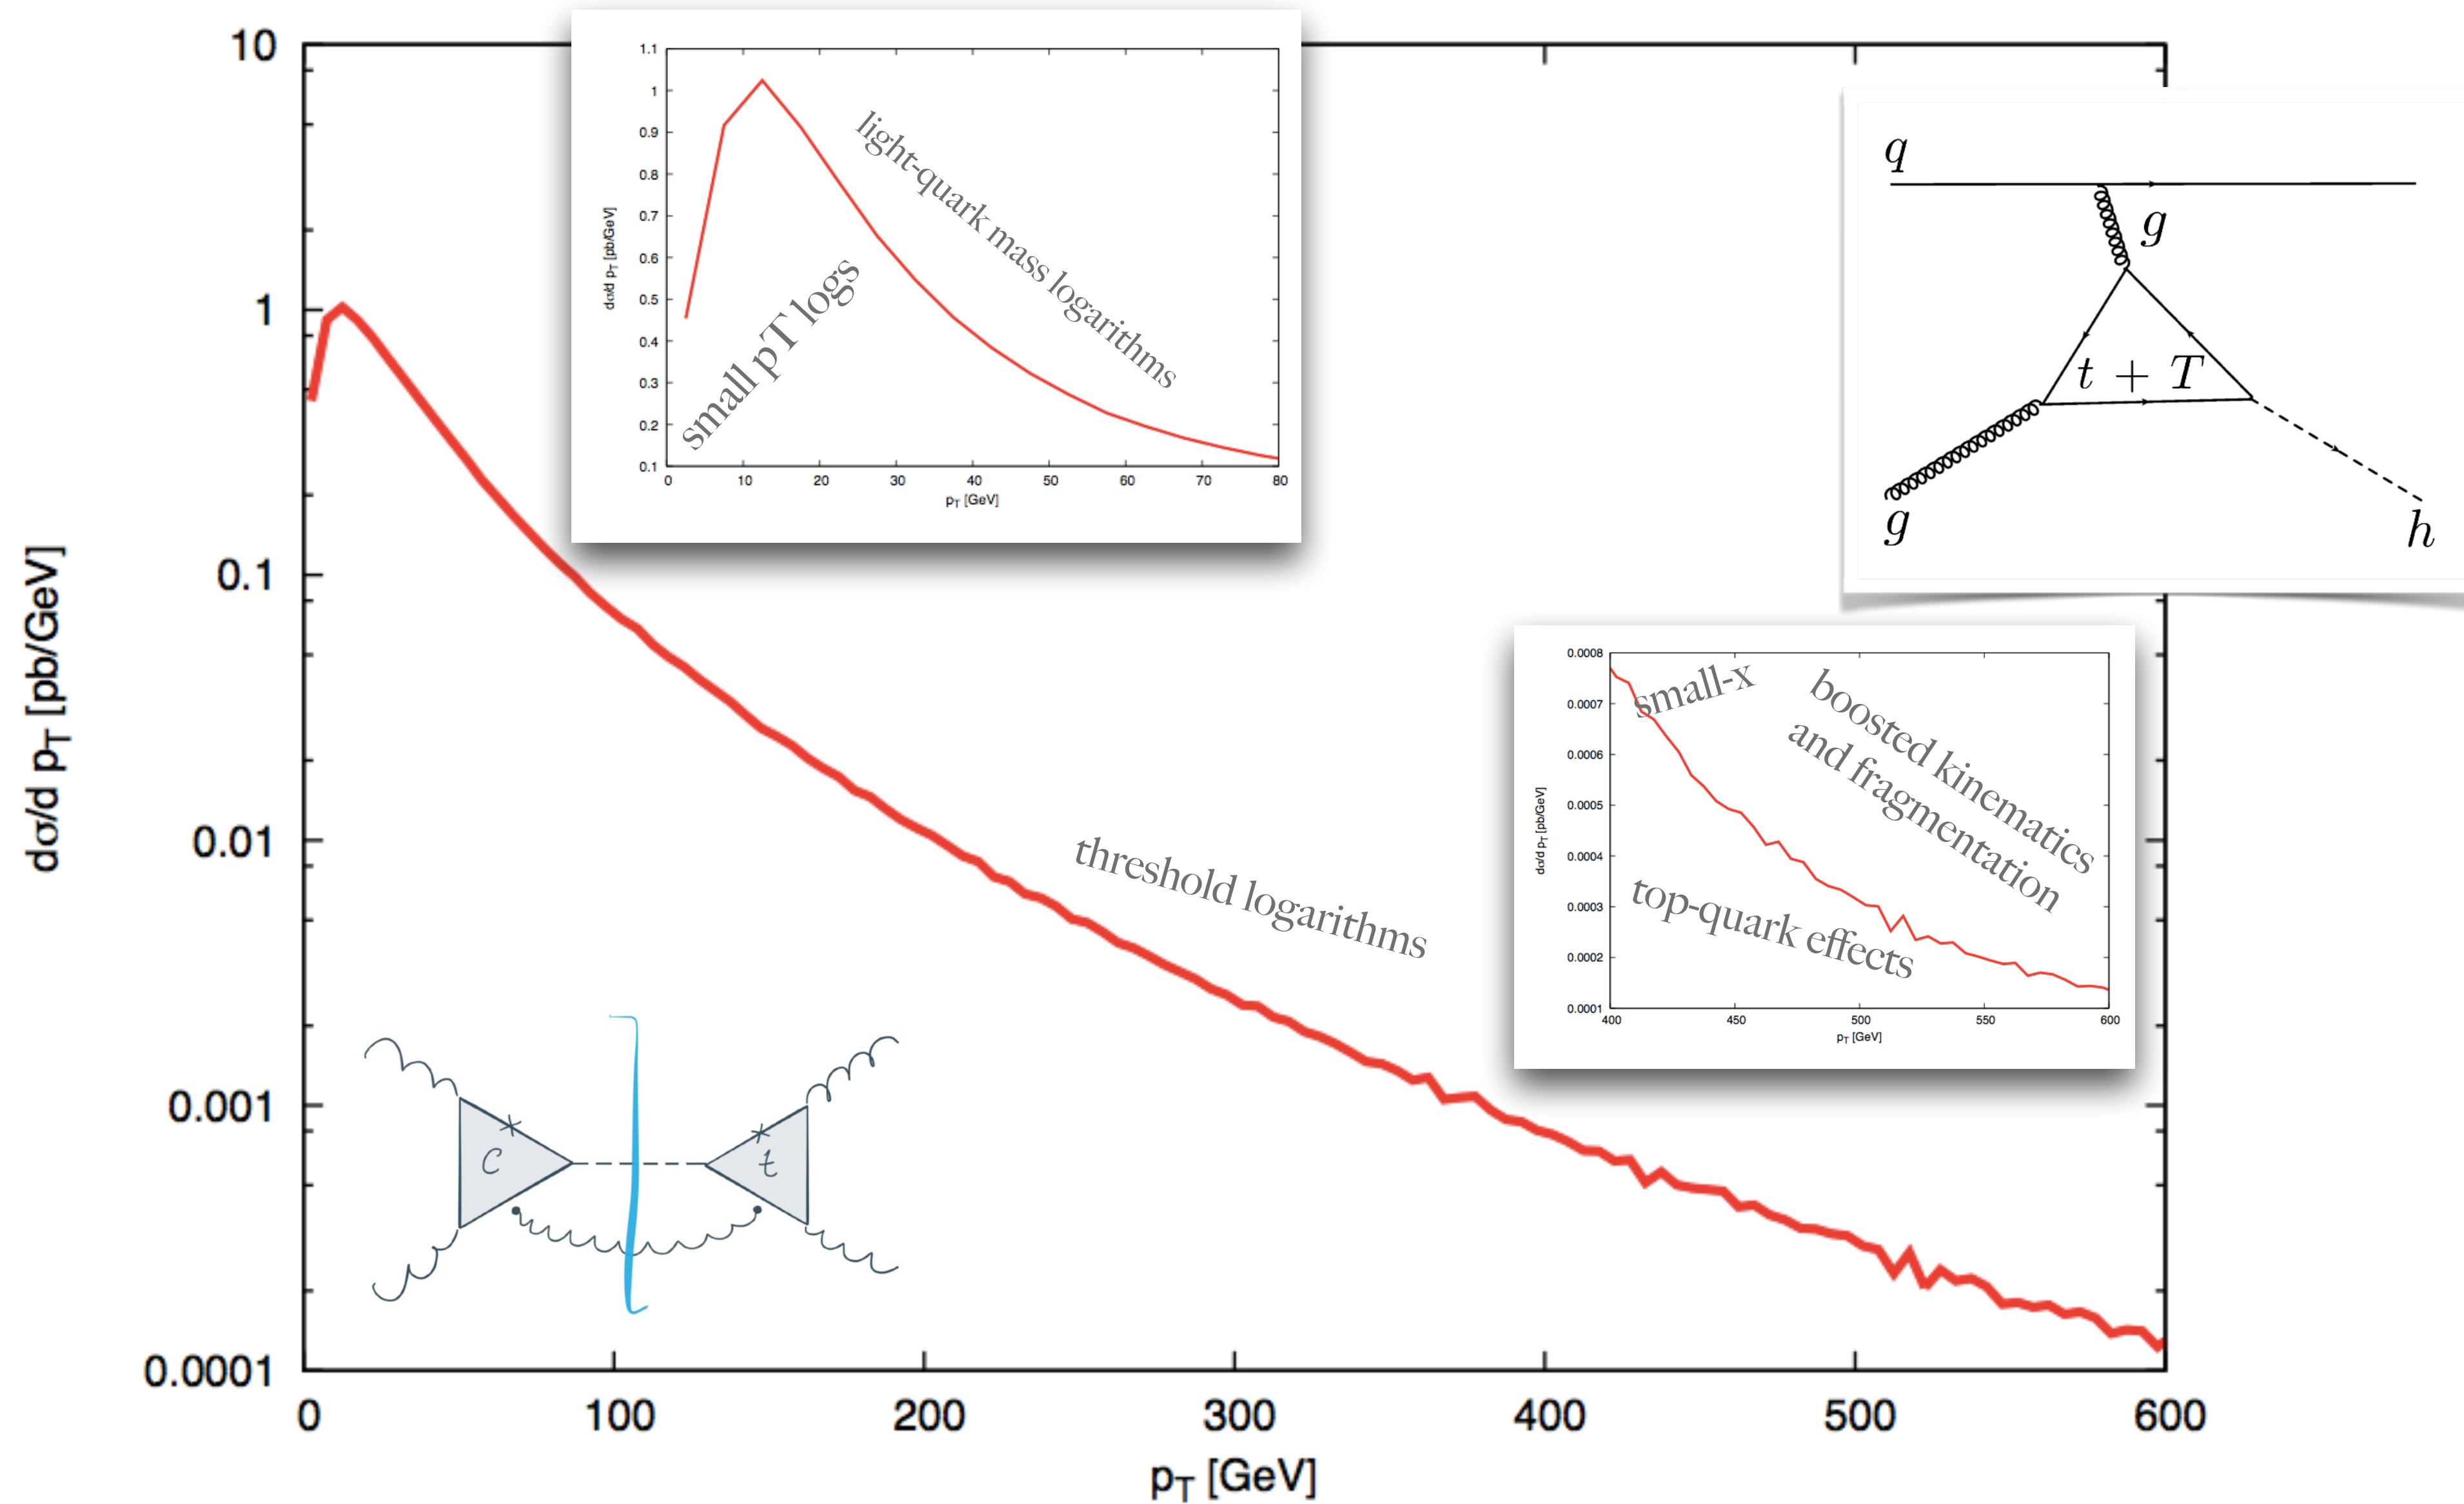 10
1
0.1
0.01
0.001
0.0001
dσ/d pT [pb/GeV]
0 100 200 300 400 500 600
pT [GeV]
1.1
1
0.9
0.8
0.7
0.6
0.5
0.4
0.3
0.2
0.1
dσ/d pT [pb/GeV]
0 10 20 30 40 50 60 70 80
pT [GeV]
light-quark mass logarithms
small pT logs
q
g
t + T
g
h
0.0008
0.0007
0.0006
0.0005
0.0004
0.0003
0.0002
0.0001
dσ/d pT [pb/GeV]
400 450 500 550 600
pT [GeV]
small-x
boosted kinematics
and fragmentation
top-quark effects
threshold logarithms
c
t